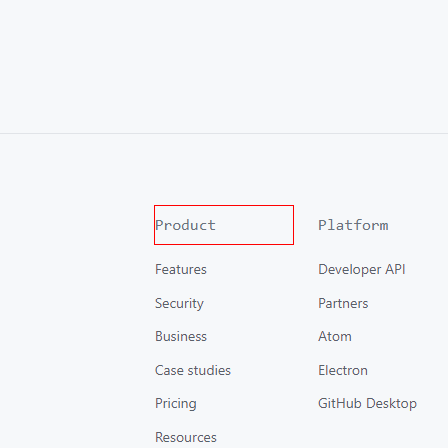 Product
Features
Security
Business
Case studies
Pricing
Resources
Platform
Developer API
Partners
Atom
Electron
GitHub Desktop